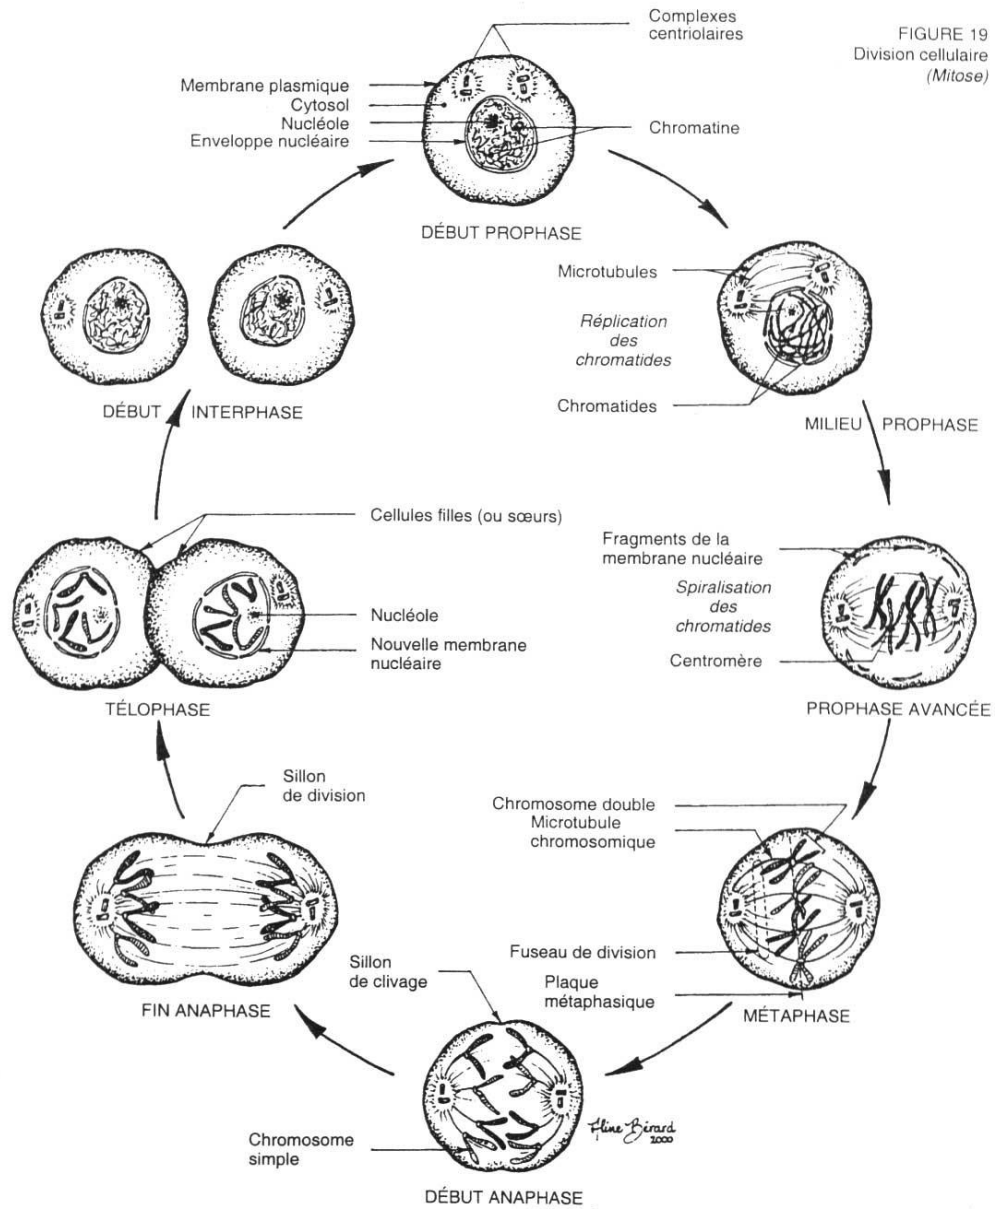 FIGURE 19
Division cellulaire
(Mitose)
Complexes
centriolaires
Membrane plasmique
Cytosol
Nucléole
Enveloppe nucléaire
Chromatine
DÉBUT PROPHASE
Microtubules
Réplication
des
chromatides
Chromatides
MILIEU PROPHASE
Fragments de la
membrane nucléaire
Spiralisation
des
chromatides
Centromère
PROPHASE AVANCÉE
Chromosome double
Microtubule
chromosomique
Fuseau de division
Plaque
métaphasique
MÉTAPHASE
Sillon
de clivage
Chromosome
simple
DÉBUT ANAPHASE
Sillon
de division
FIN ANAPHASE
Cellules filles (ou sœurs)
Nucléole
Nouvelle membrane
nucléaire
TÉLOPHASE
DÉBUT INTERPHASE
Bérard
2000